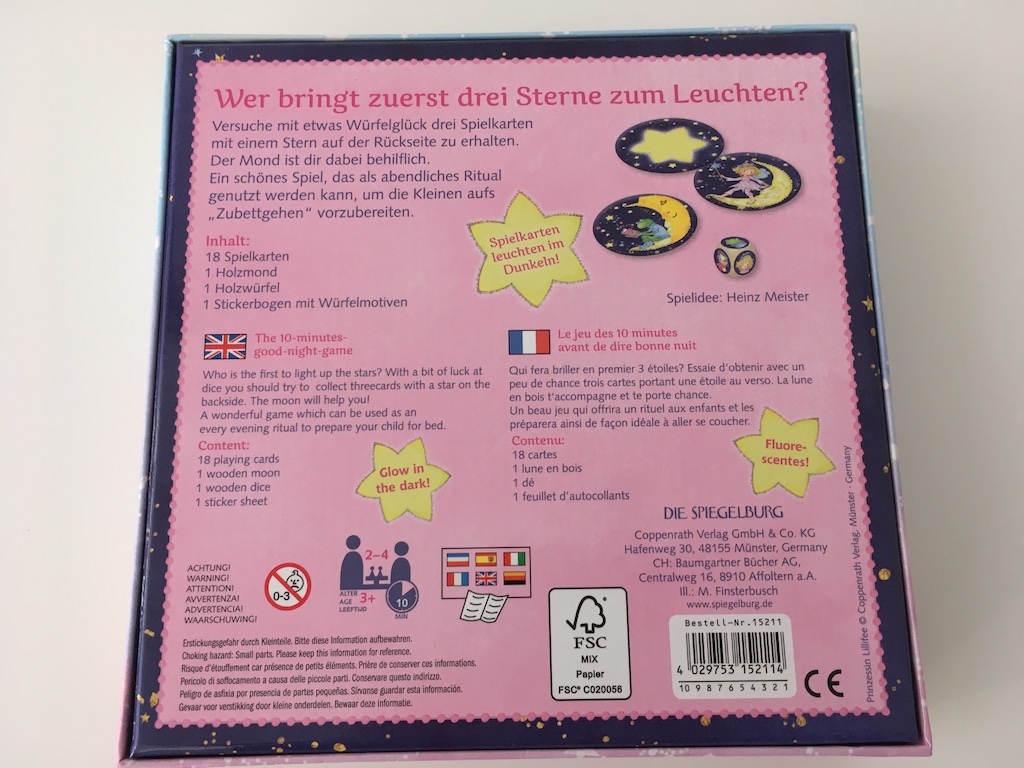 Wer bringt zuerst drei Sterne zum Leuchten?
Versuche mit etwas Würfelglück drei Spielkarten
mit einem Stern auf der Rückseite zu erhalten.
Der Mond ist dir dabei behilflich.
Ein schönes Spiel, das als abendliches Ritual
genutzt werden kann, um die Kleinen aufs
„Zubettgehen“ vorzubereiten.
Inhalt:
18 Spielkarten
1 Holzmond
1 Holzwürfel
1 Stickerbogen mit Würfelmotiven
Spielkarten
leuchten im
Dunkeln!
Spielidee: Heinz Meister
The 10-minutes-
good-night-game
Who is the first to light up the stars? With a bit of luck at
dice you should try to collect threecards with a star on the
backside. The moon will help you!
A wonderful game which can be used as an
every evening ritual to prepare your child for bed.
Content:
18 playing cards
1 wooden moon
1 wooden dice
1 sticker sheet
Glow in
the dark!
Le jeu des 10 minutes
avant de dire bonne nuit
Qui fera briller en premier 3 étoiles? Essaie d'obtenir avec un
peu de chance trois cartes portant une étoile au verso. La lune
en bois t'accompagne et te porte chance.
Un beau jeu qui offrira un rituel aux enfants et les
préparera ainsi de façon idéale à aller se coucher.
Contenu:
18 cartes
1 lune en bois
1 dé
1 feuillet d'autocollants
Fluore-
scentes!
DIE SPIEGELBURG
Coppenrath Verlag GmbH & Co. KG
Hafenweg 30, 48155 Münster, Germany
CH: Baumgartner Bücher AG,
Centralweg 16, 8910 Affoltern a.A.
Ill.: M. Finsterbusch
www.spiegelburg.de
Prinzessin Lillifee © Coppenrath Verlag, Münster · Germany
ACHTUNG!
WARNING!
ATTENTION!
AVVERTENZA!
ADVERTENCIA!
WAARSCHUWING!
0-3
2–4
ALTER
AGE
LEEFTIJD
3+
10
MIN
Erstickungsgefahr durch Kleinteile. Bitte diese Information aufbewahren.
Choking hazard: Small parts. Please keep this information for reference.
Risque d'étouffement car présence de petits éléments. Prière de conserver ces informations.
Pericolo di soffocamento a causa delle piccole parti. Conservare questo indirizzo.
Peligro de asfixia por presencia de partes pequeñas. Sírvanse guardar esta información.
Gevaar voor verstikking door kleine onderdelen. Bewaar deze informatie.
FSC
MIX
Papier
FSC® C020056
Bestell-Nr.15211
4 029753 152114
10 9 8 7 6 5 4 3 2 1
CE